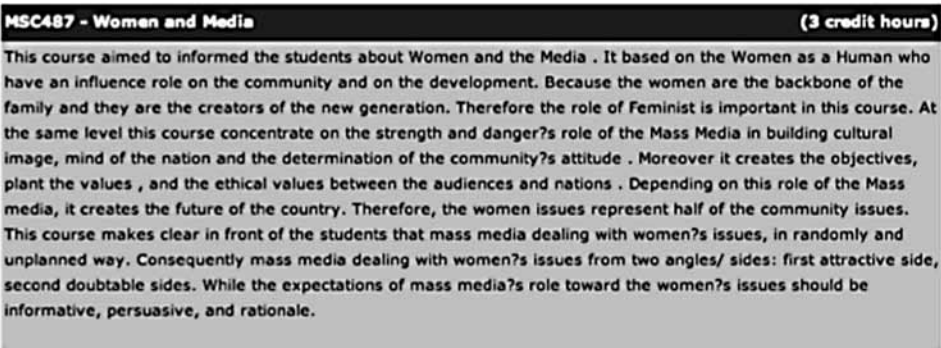 MSC487 - Women and Media (3 credit hours)
This course aimed to informed the students about Women and the Media . It based on the Women as a Human who
have an influence role on the community and on the development. Because the women are the backbone of the
family and they are the creators of the new generation. Therefore the role of Feminist is important in this course. At
the same level this course concentrate on the strength and danger?s role of the Mass Media in building cultural
image, mind of the nation and the determination of the community?s attitude . Moreover it creates the objectives,
plant the values , and the ethical values between the audiences and nations . Depending on this role of the Mass
media, it creates the future of the country. Therefore, the women issues represent half of the community issues.
This course makes clear in front of the students that mass media dealing with women?s issues, in randomly and
unplanned way. Consequently mass media dealing with women?s issues from two angles/ sides: first attractive side,
second doubtable sides. While the expectations of mass media?s role toward the women?s issues should be
informative, persuasive, and rationale.